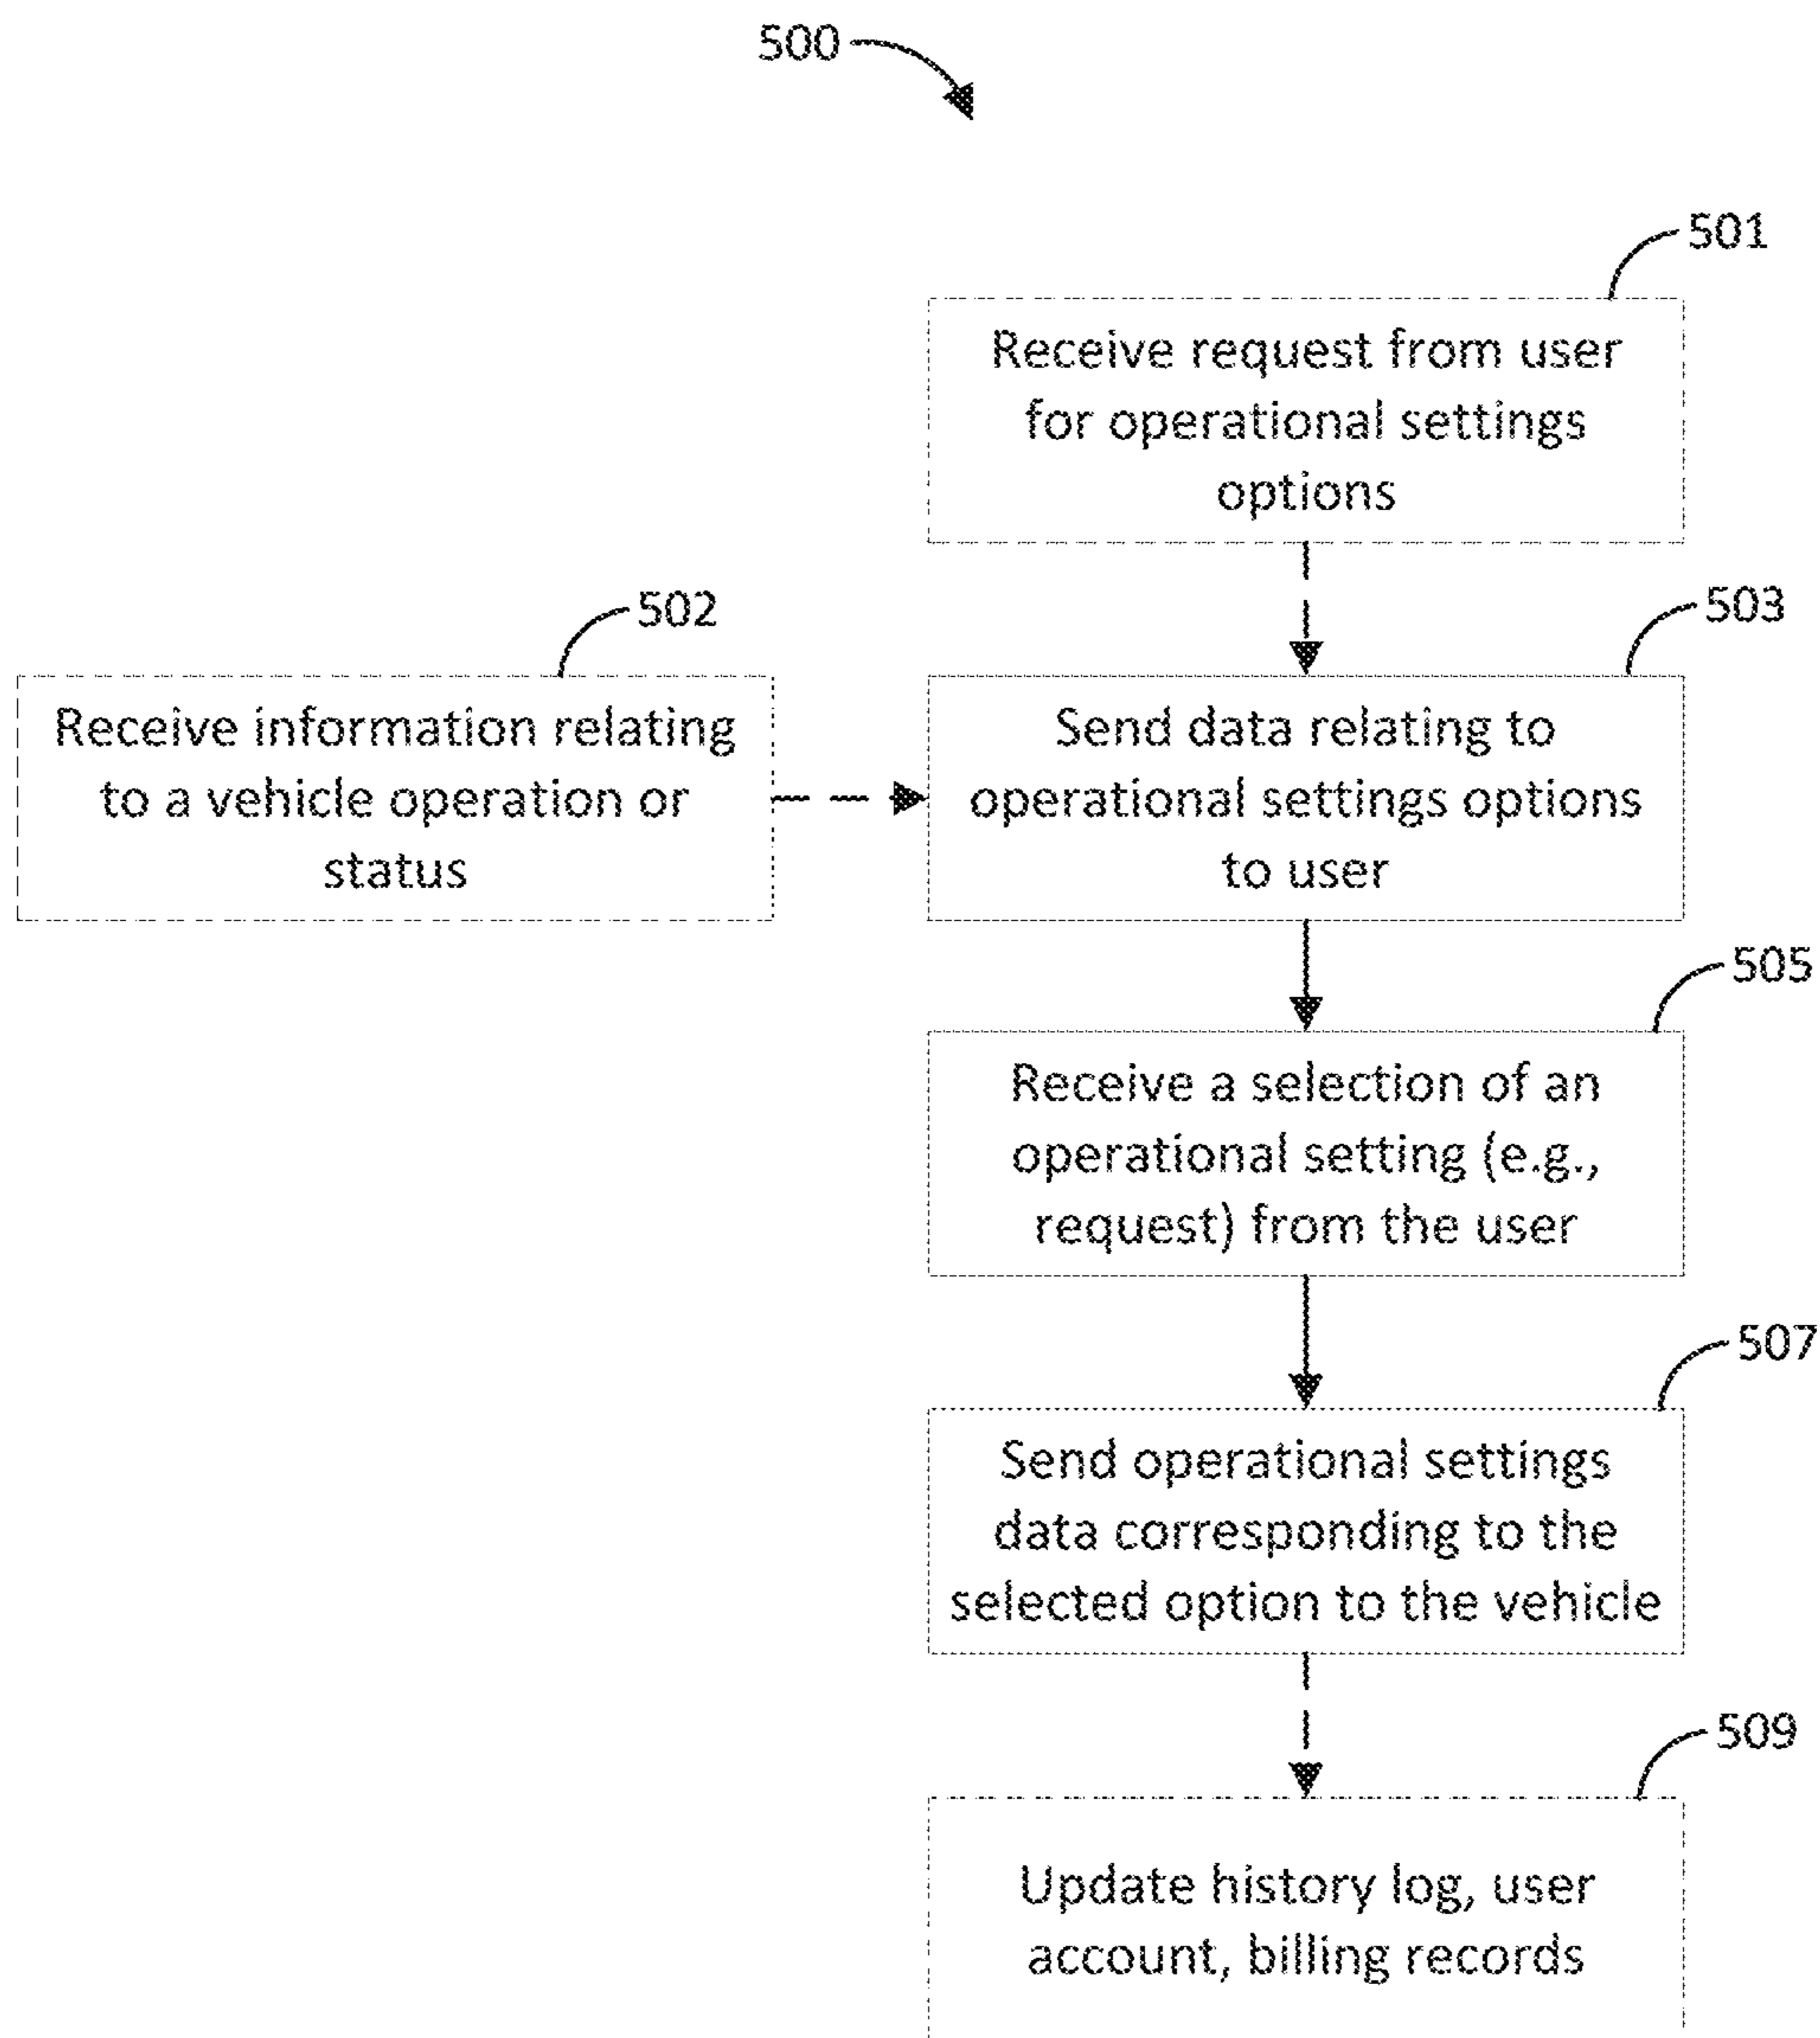 500
501
Receive request from user
for operational settings
options
502
503
Receive information relating
to a vehicle operation or
status
Send data relating to
operational settings options
to user
505
Receive a selection of an
operational setting (e.g.,
request) from the user
507
Send operational settings
data corresponding to the
selected option to the vehicle
509
Update history log, user
account, billing records